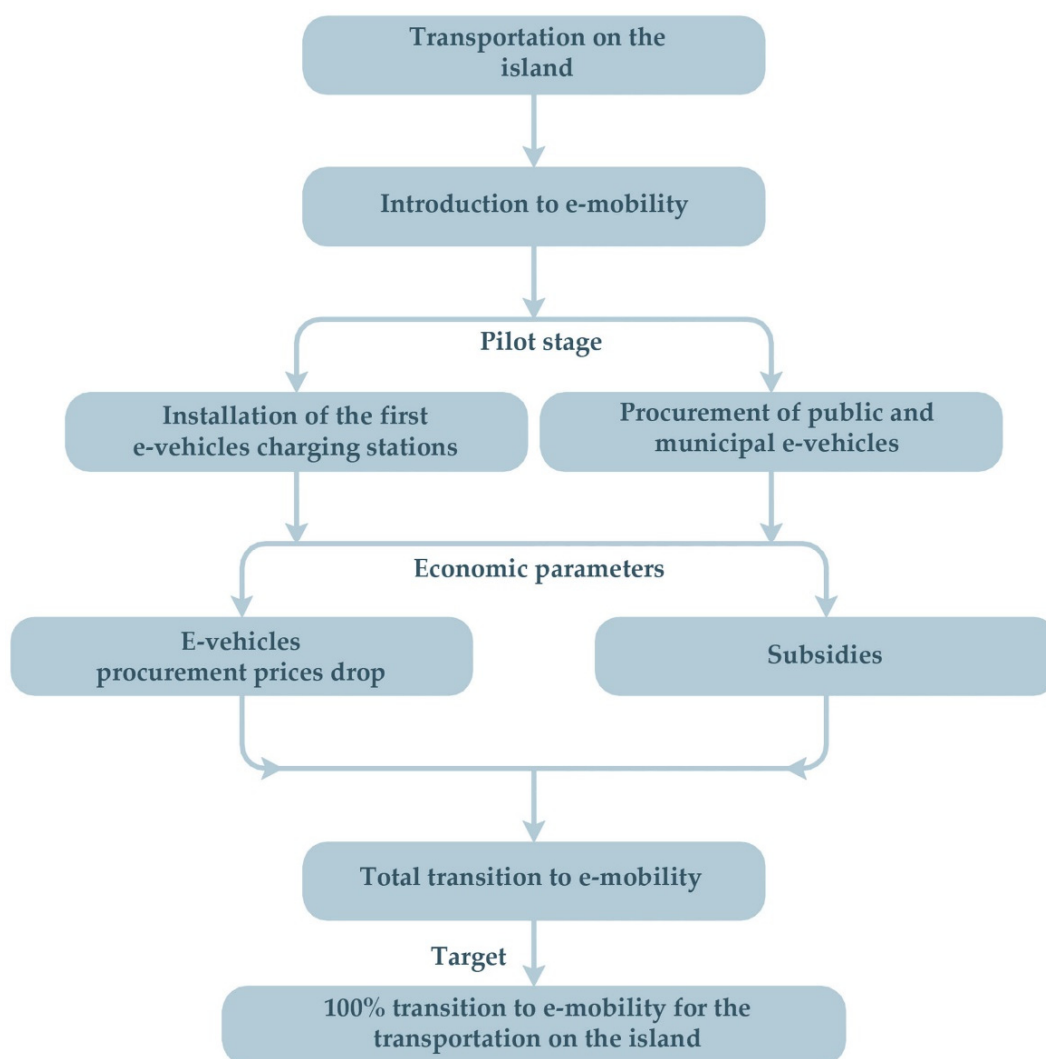 Transportation on the
island
Introduction to e-mobility
Pilot stage
Installation of the first
e-vehicles charging stations
Procurement of public and
municipal e-vehicles
Economic parameters
E-vehicles
procurement prices drop
Subsidies
Total transition to e-mobility
Target
100% transition to e-mobility for the
transportation on the island